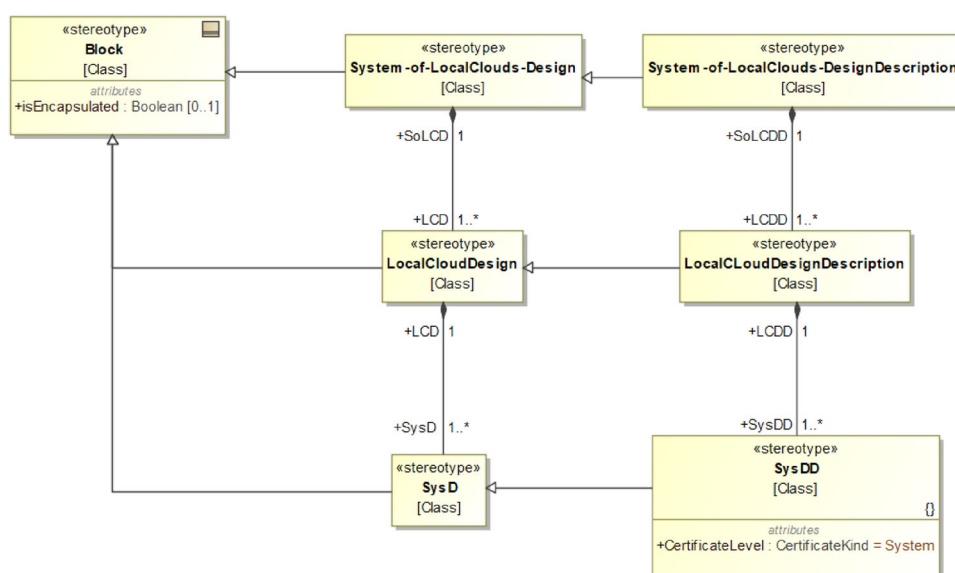 «stereotype»
Block
[Class]
attributes
+isEncapsulated : Boolean [0..1]
«stereotype»
System-of-LocalClouds-Design
[Class]
«stereotype»
System-of-LocalClouds-DesignDescription
[Class]
+SoLCD 1
+SoLCDD 1
+LCD 1..*
+LCDD 1..*
«stereotype»
LocalCloudDesign
[Class]
«stereotype»
LocalCLoudDesignDescription
[Class]
+LCD 1
+LCDD 1
+SysD 1..*
+SysDD 1..*
«stereotype»
SysD
[Class]
«stereotype»
SysDD
[Class]
{}
attributes
+CertificateLevel : CertificateKind = System